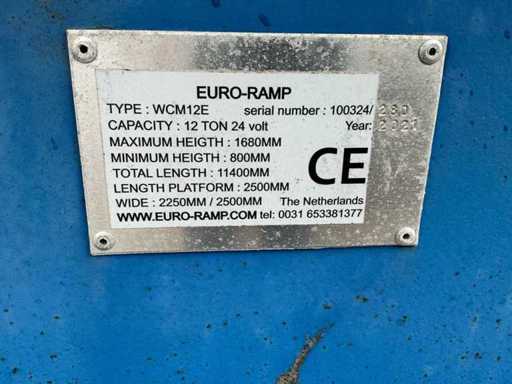 EURO-RAMP
TYPE : WCM12E serial number : 100324/ 230
CAPACITY : 12 TON 24 volt Year:
MAXIMUM HEIGTH : 1680MM
MINIMUM HEIGTH : 800MM
TOTAL LENGTH : 11400MM
LENGTH PLATFORM : 2500MM
WIDE : 2250MM / 2500MM The Netherlands
WWW.EURO-RAMP.COM tel: 0031 653381377
CE